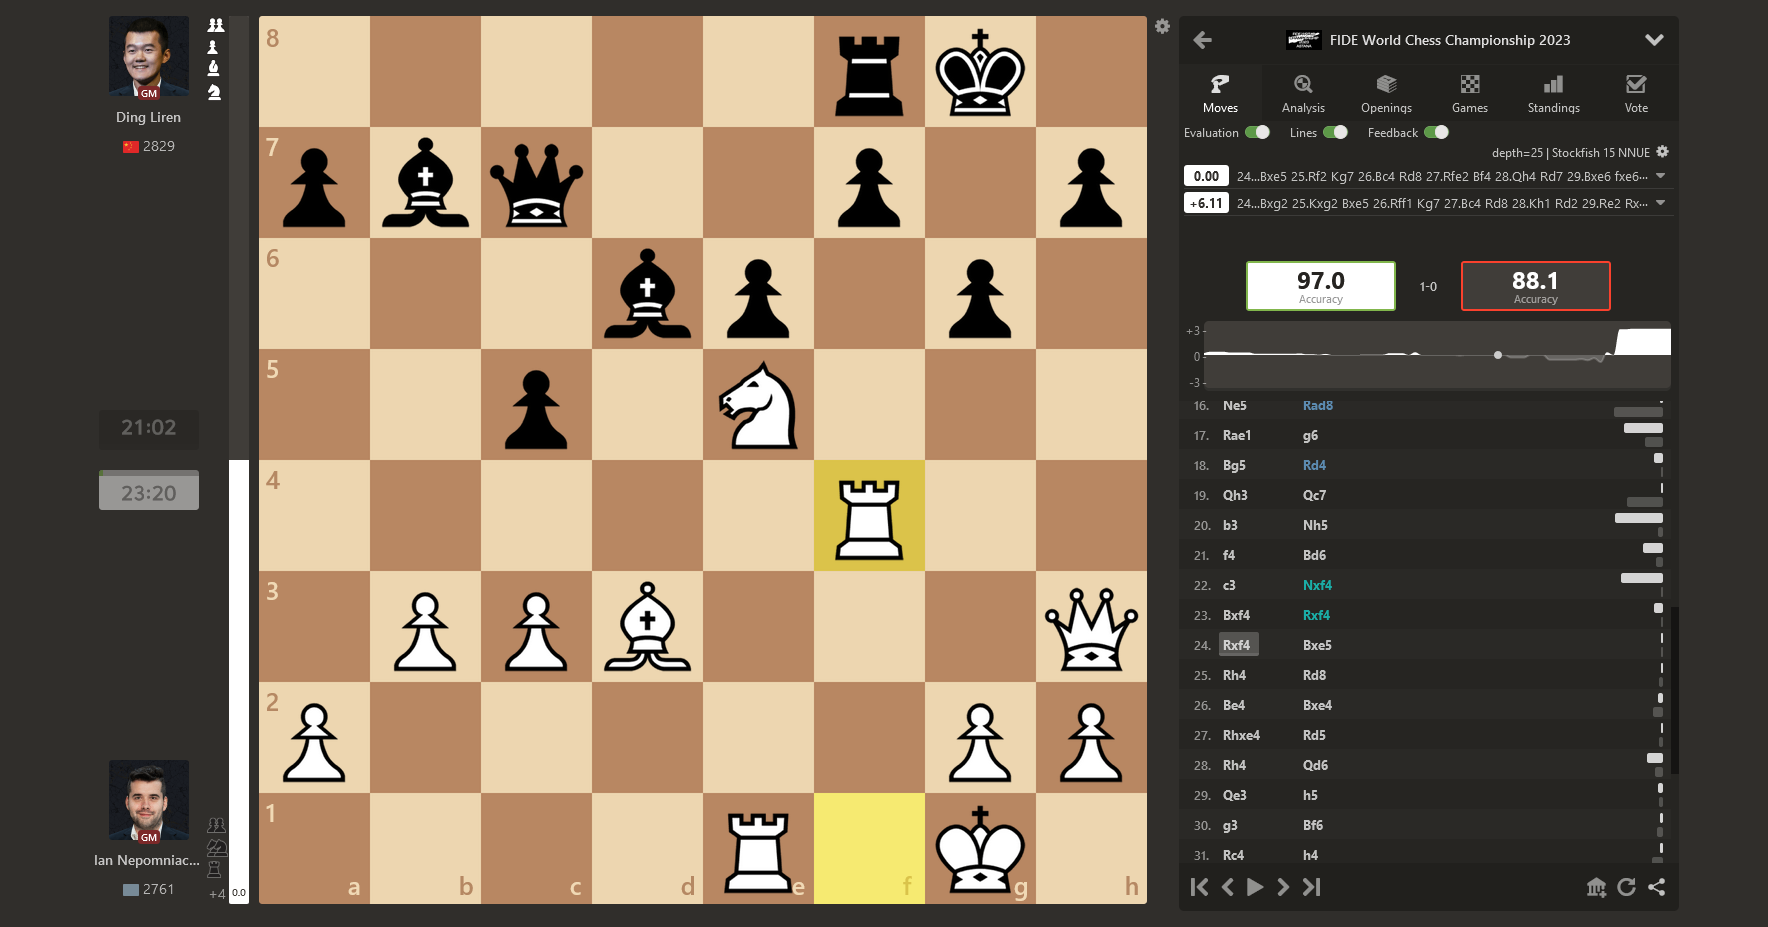 GM
Ding Liren
2829
21:02
23:20
GM
Ian Nepomniac...
2761
+4
0.0
8
7
6
5
4
3
2
1
a b c d e f g h
FIDE World Chess Championship 2023
Moves Analysis Openings Games Standings Vote
Evaluation Lines Feedback
depth=25 | Stockfish 15 NNUE
0.00 24...Bxe5 25.Rf2 Kg7 26.Bc4 Rd8 27.Rfe2 Bf4 28.Qh4 Rd7 29.Bxe6 fxe6...
+6.11 24...Bxg2 25.Kxg2 Bxe5 26.Rff1 Kg7 27.Bc4 Rd8 28.Kh1 Rd2 29.Re2 Rx...
97.0 1-0 88.1
Accuracy Accuracy
+3
0
-3
16. Ne5 Rad8
17. Rae1 g6
18. Bg5 Rd4
19. Qh3 Qc7
20. b3 Nh5
21. f4 Bd6
22. c3 Nxf4
23. Bxf4 Rxf4
24. Rxf4 Bxe5
25. Rh4 Rd8
26. Be4 Bxe4
27. Rhxe4 Rd5
28. Rh4 Qd6
29. Qe3 h5
30. g3 Bf6
31. Rc4 h4